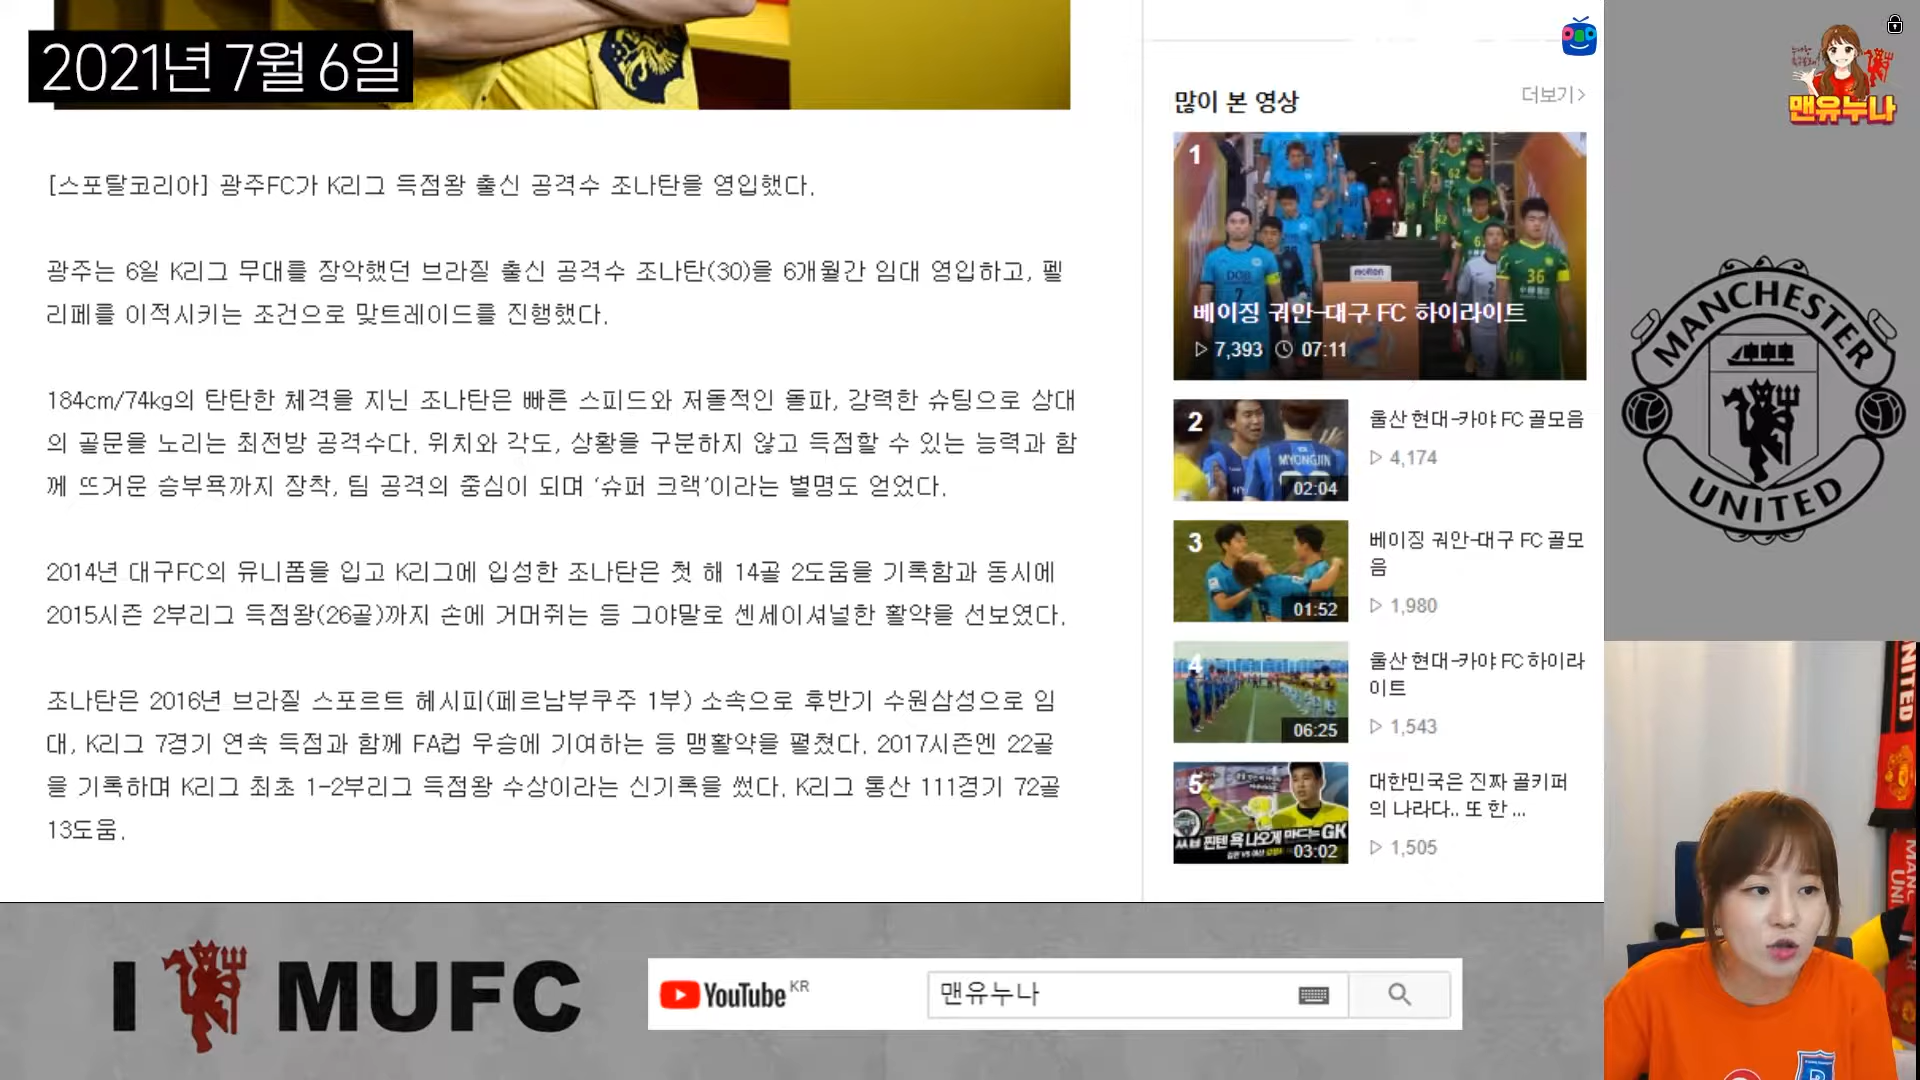 2021년 7월 6일
[스포탈코리아] 광주FC가 K리그 득점왕 출신 공격수 조나탄을 영입했다.
광주는 6일 K리그 무대를 장악했던 브라질 출신 공격수 조나탄(30)을 6개월간 임대 영입하고, 펠
리페를 이적시키는 조건으로 맞트레이드를 진행했다.
184cm/74kg의 탄탄한 체격을 지닌 조나탄은 빠른 스피드와 저돌적인 돌파, 강력한 슈팅으로 상대
의 골문을 노리는 최전방 공격수다. 위치와 각도, 상황을 구분하지 않고 득점할 수 있는 능력과 함
께 뜨거운 승부욕까지 장착, 팀 공격의 중심이 되며 ‘슈퍼 크랙’이라는 별명도 얻었다.
2014년 대구FC의 유니폼을 입고 K리그에 입성한 조나탄은 첫 해 14골 2도움을 기록함과 동시에
2015시즌 2부리그 득점왕(26골)까지 손에 거머쥐는 등 그야말로 센세이셔널한 활약을 선보였다.
조나탄은 2016년 브라질 스포르트 헤시피(페르남부쿠주 1부) 소속으로 후반기 수원삼성으로 임
대, K리그 7경기 연속 득점과 함께 FA컵 우승에 기여하는 등 맹활약을 펼쳤다. 2017시즌엔 22골
을 기록하며 K리그 최초 1-2부리그 득점왕 수상이라는 신기록을 썼다. K리그 통산 111경기 72골
13도움.
많이 본 영상
더보기>
1
베이징 궈안-대구 FC 하이라이트
7,393 07:11
2
MYONGJIN
02:04
울산 현대-카야 FC 골모음
4,174
3
01:52
베이징 궈안-대구 FC 골모
음
1,980
4
06:25
울산 현대-카야 FC 하이라
이트
1,543
5
찐텐 욕 나오게 만드는 GK
03:02
대한민국은 진짜 골키퍼
의 나라다.. 또 한 ...
1,505
맨유누나
MANCHESTER
UNITED
UNITED
I MUFC
YouTube KR
맨유누나